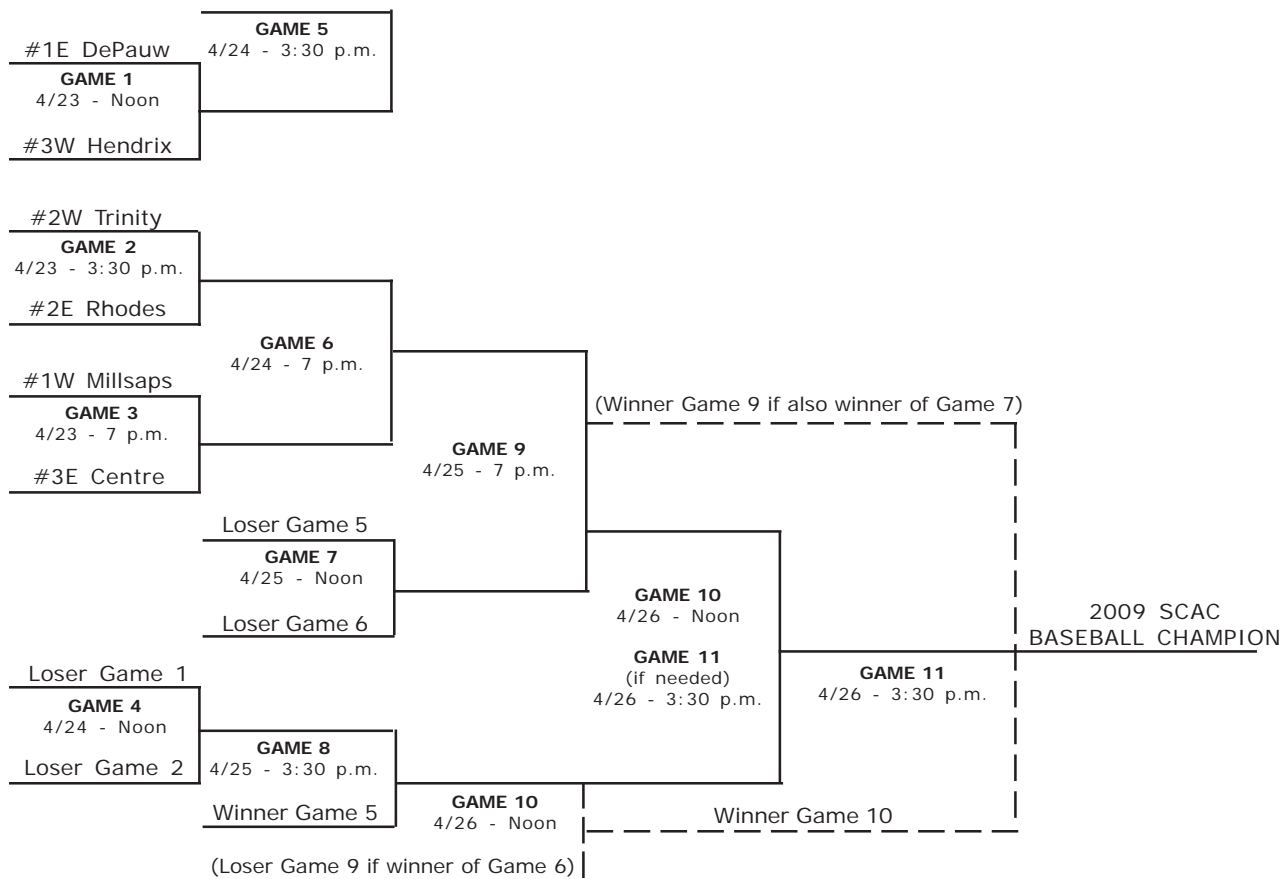 GAME 5
4/24 - 3:30 p.m.
#1E DePauw
GAME 1
4/23 - Noon
#3W Hendrix
#2W Trinity
GAME 2
4/23 - 3:30 p.m.
#2E Rhodes
GAME 6
4/24 - 7 p.m.
#1W Millsaps
GAME 3
4/23 - 7 p.m.
#3E Centre
(Winner Game 9 if also winner of Game 7)
GAME 9
4/25 - 7 p.m.
Loser Game 5
GAME 7
4/25 - Noon
Loser Game 6
GAME 10
4/26 - Noon
GAME 11
(if needed)
4/26 - 3:30 p.m.
2009 SCAC
BASEBALL CHAMPION
GAME 11
4/26 - 3:30 p.m.
Loser Game 1
GAME 4
4/24 - Noon
Loser Game 2
GAME 8
4/25 - 3:30 p.m.
Winner Game 5
GAME 10
4/26 - Noon
Winner Game 10
(Loser Game 9 if winner of Game 6)